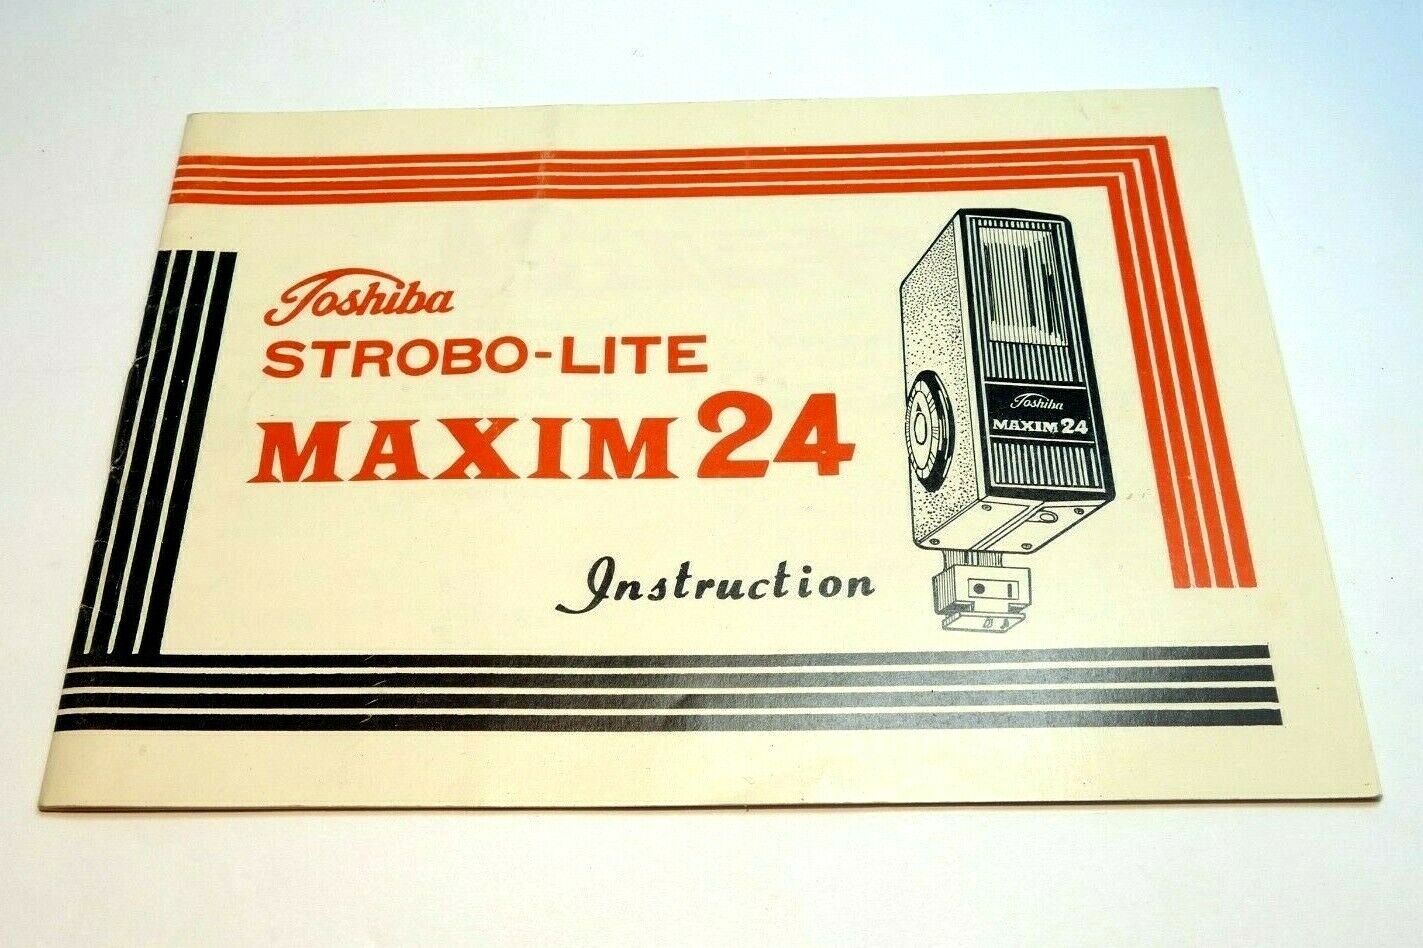 Toshiba
STROBO-LITE
MAXIM 24
Instruction
Toshiba
MAXIM 24